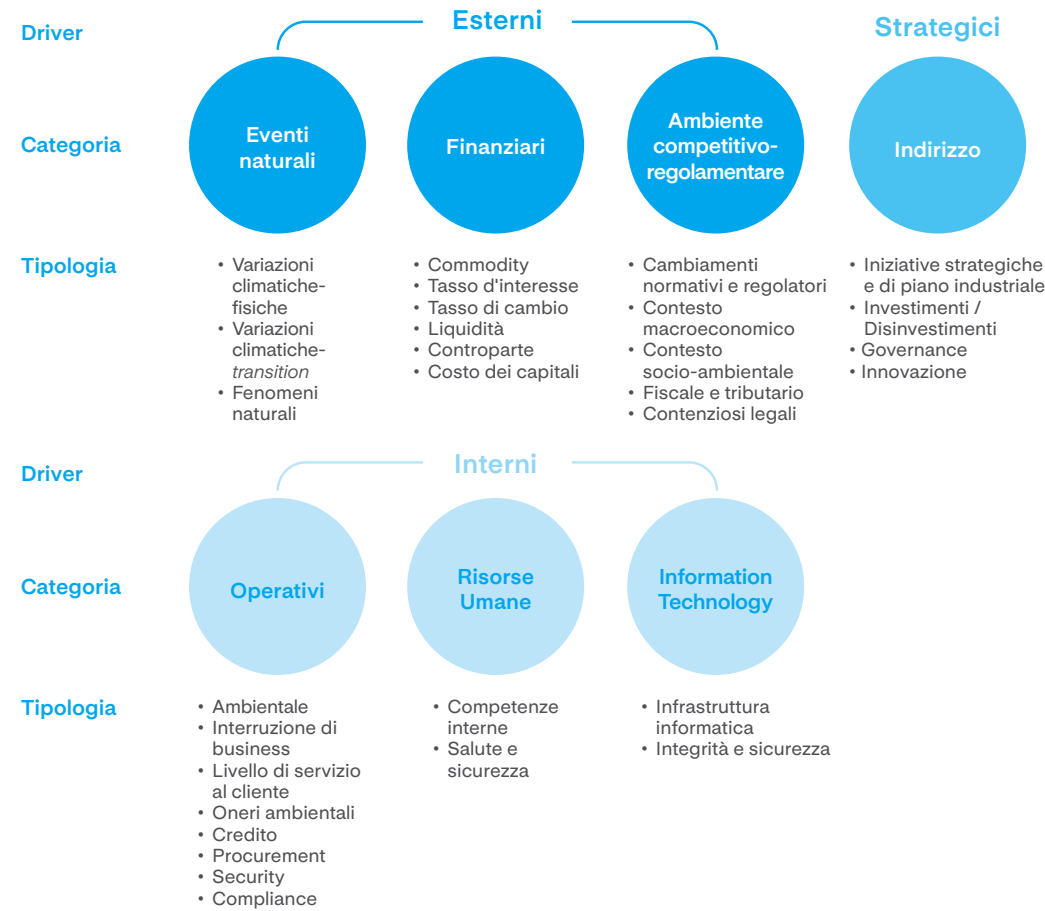 Driver
Esterni
Strategici
Categoria
Eventi
naturali
Finanziari
Ambiente
competitivo-
regolamentare
Indirizzo
Tipologia
• Variazioni
climatiche-
fisiche
• Variazioni
climatiche-
transition
• Fenomeni
naturali
• Commodity
• Tasso d'interesse
• Tasso di cambio
• Liquidità
• Controparte
• Costo dei capitali
• Cambiamenti
normativi e regolatori
• Contesto
macroeconomico
• Contesto
socio-ambientale
• Fiscale e tributario
• Contenziosi legali
• Iniziative strategiche
e di piano industriale
• Investimenti /
Disinvestimenti
• Governance
• Innovazione
Driver
Interni
Categoria
Operativi
Risorse
Umane
Information
Technology
Tipologia
• Ambientale
• Interruzione di
business
• Livello di servizio
al cliente
• Oneri ambientali
• Credito
• Procurement
• Security
• Compliance
• Competenze
interne
• Salute e
sicurezza
• Infrastruttura
informatica
• Integrità e sicurezza